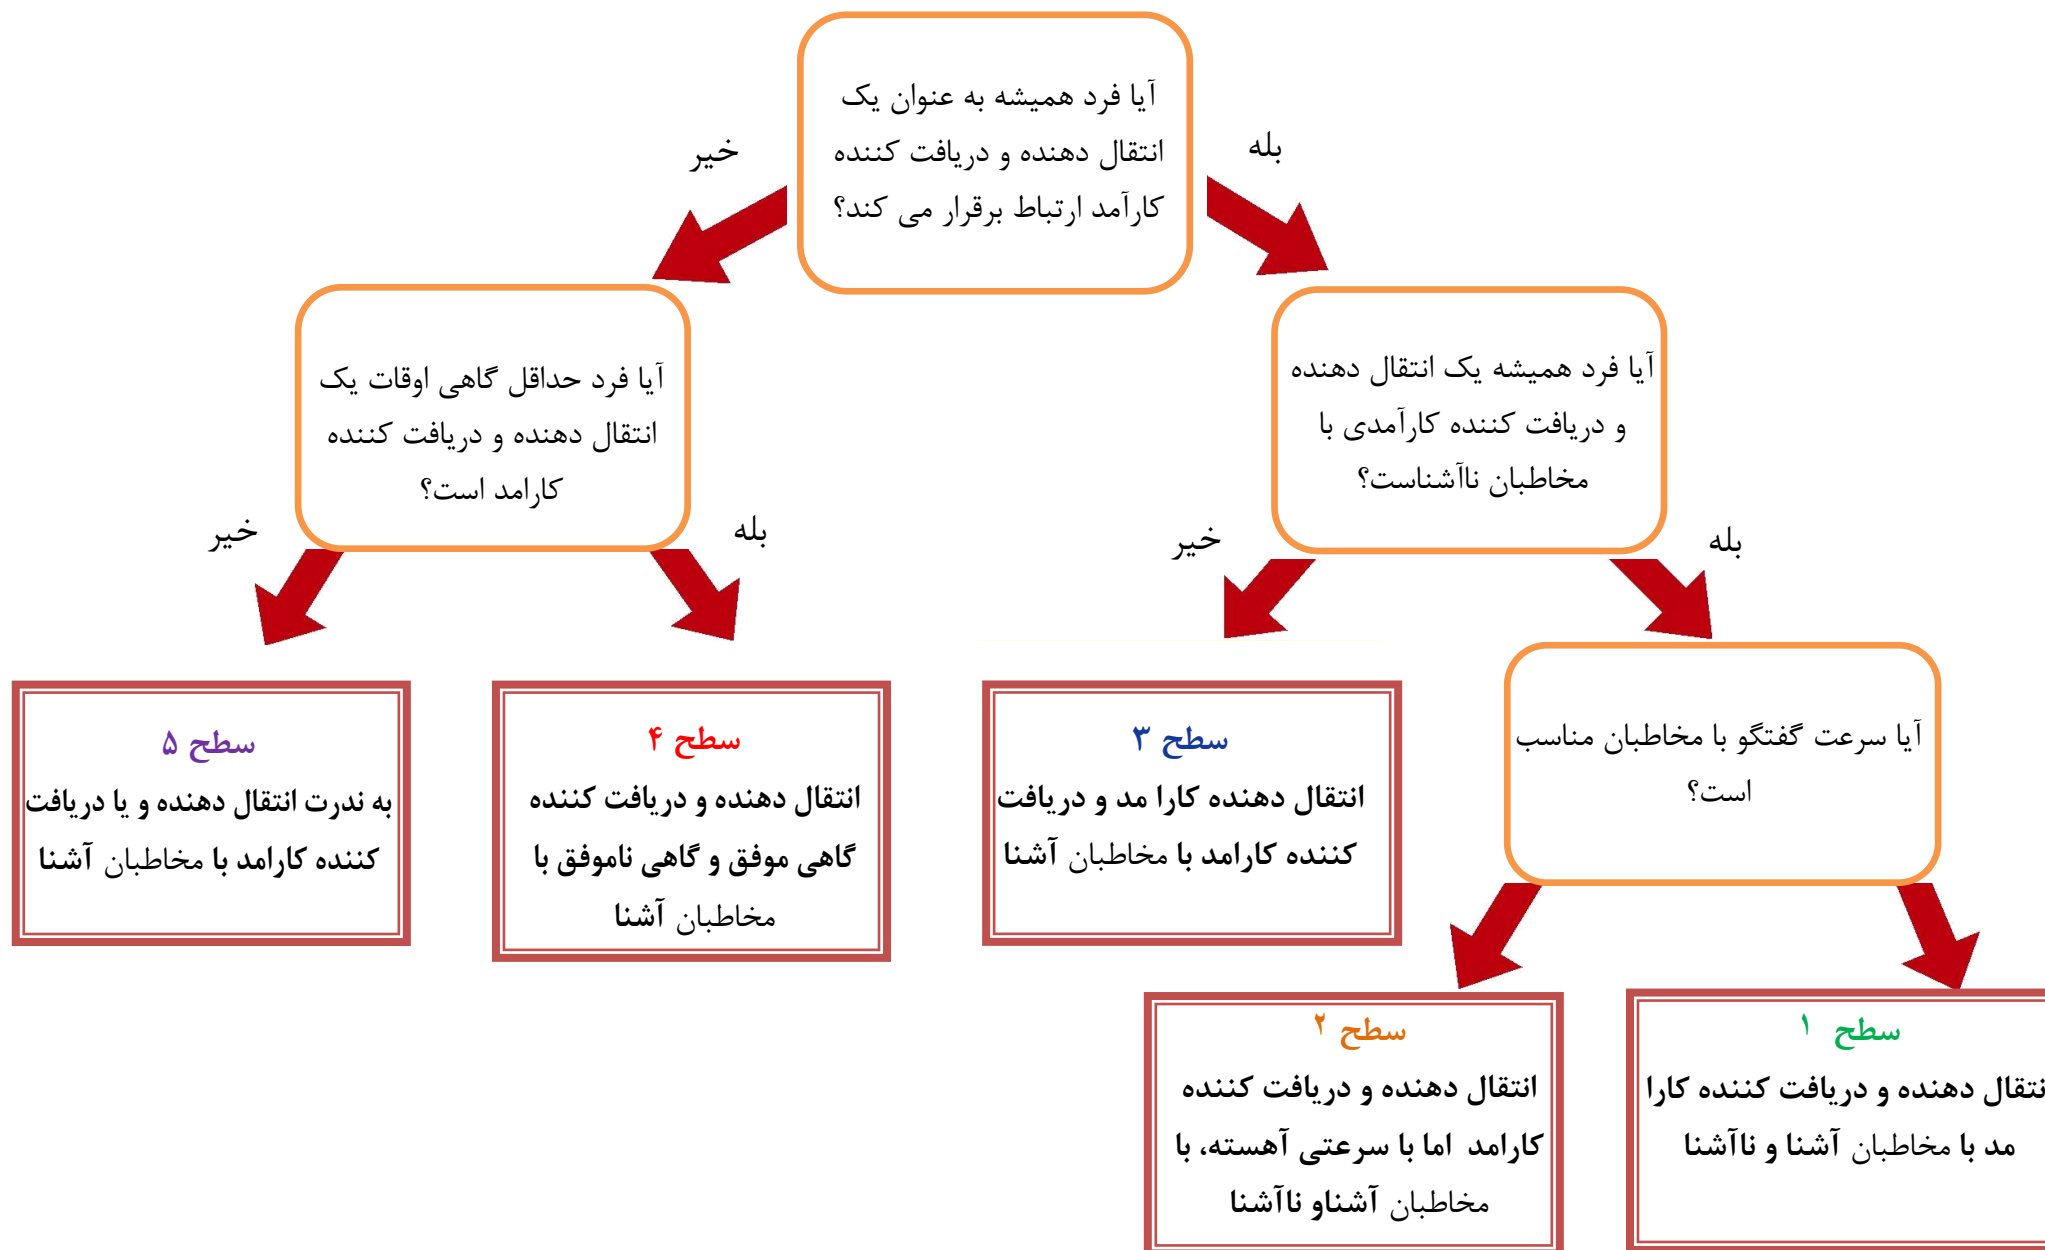 آیا فرد همیشه به عنوان یک
انتقال دهنده و دریافت کننده
کارآمد ارتباط برقرار می کند؟
بله
خیر
آیا فرد همیشه یک انتقال دهنده
و دریافت کننده کارآمدی با
مخاطبان ناآشناست؟
آیا فرد حداقل گاهی اوقات یک
انتقال دهنده و دریافت کننده
کارامد است؟
بله
خیر
بله
خیر
آیا سرعت گفتگو با مخاطبان مناسب
است؟
سطح ۳
انتقال دهنده کارا مد و دریافت
کننده کارامد با مخاطبان آشنا
سطح ۴
انتقال دهنده و دریافت کننده
گاهی موفق و گاهی ناموفق با
مخاطبان آشنا
سطح ۵
به ندرت انتقال دهنده و یا دریافت
کننده کارامد با مخاطبان آشنا
سطح ۱
نتقال دهنده و دریافت کننده کارا
مد با مخاطبان آشنا و ناآشنا
سطح ۲
انتقال دهنده و دریافت کننده
کارامد اما با سرعتی آهسته، با
مخاطبان آشناو ناآشنا